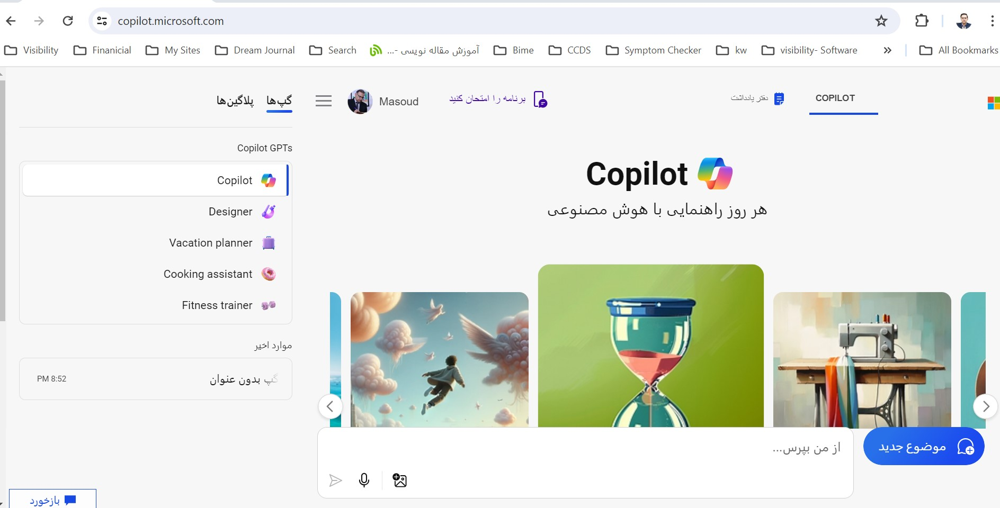 copilot.microsoft.com
Visibility
Finanicial
My Sites
Dream Journal
Search
آموزش مقاله نویسی -...
Bime
CCDS
Symptom Checker
kw
visibility- Software
»
All Bookmarks
COPILOT
دفتر یادداشت
برنامه را امتحان کنید
Masoud
گپ‌ها
پلاگین‌ها
Copilot GPTs
Copilot
Designer
Vacation planner
Cooking assistant
Fitness trainer
موارد اخیر
گپ بدون عنوان
8:52 PM
بازخورد
Copilot
هر روز راهنمایی با هوش مصنوعی
موضوع جدید
از من بپرس...